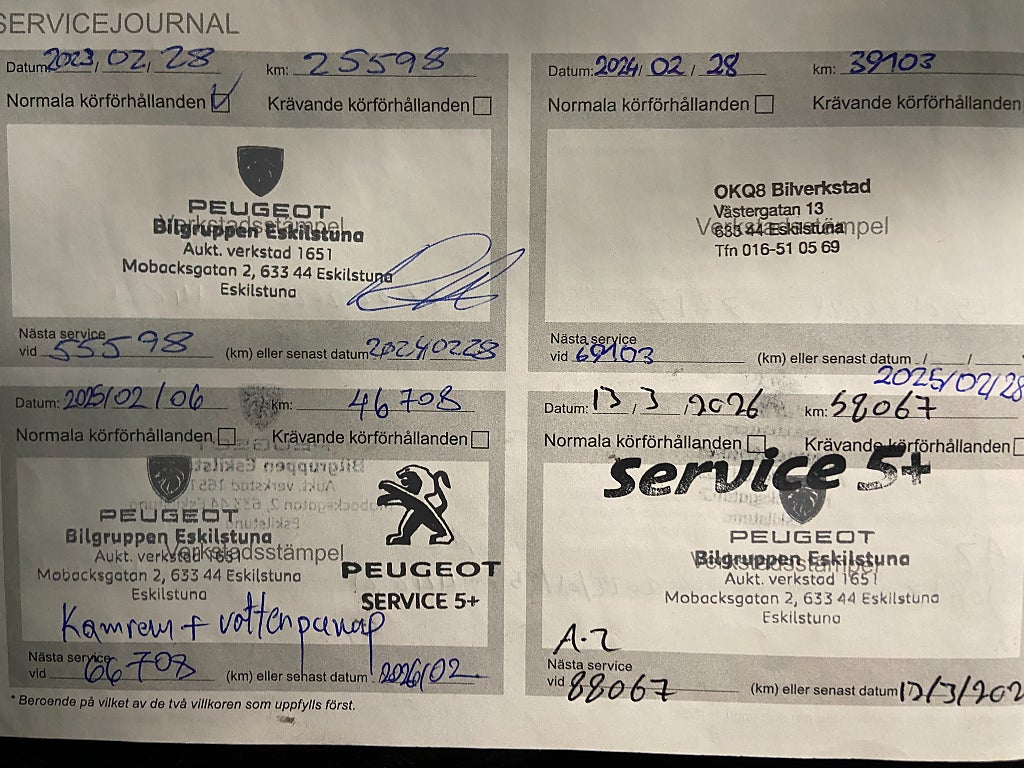 SERVICEJOURNAL
Datum: 2023/02/28 km: 25598
Normala körförhållanden Krävande körförhållanden
PEUGEOT
Verkstadsstämpel
Bilgruppen Eskilstuna
Aukt. verkstad 1651
Mobacksgatan 2, 633 44 Eskilstuna
Eskilstuna
Nästa service
vid 55598 (km) eller senast datum 20240228
Datum: 2024/02/28 km: 39103
Normala körförhållanden Krävande körförhållanden
OKQ8 Bilverkstad
Västergatan 13
Verkstadsstämpel
633 44 Eskilstuna
Tfn 016-51 05 69
Nästa service
vid 69103 (km) eller senast datum / /
2025/02/28
Datum: 2025/02/06 km: 46708
Normala körförhållanden Krävande körförhållanden
PEUGEOT
Bilgruppen Eskilstuna
Aukt. verkstad 1651
Verkstadsstämpel
Mobacksgatan 2, 633 44 Eskilstuna
Eskilstuna
PEUGEOT
SERVICE 5+
Kamrem + vattenpump
Nästa service
vid 66708 (km) eller senast datum 2026/02
Datum: 13/3/2026 km: 58067
Normala körförhållanden Krävande körförhållanden
service 5+
PEUGEOT
Bilgruppen Eskilstuna
Verkstadsstämpel
Aukt. verkstad 1651
Mobacksgatan 2, 633 44 Eskilstuna
Eskilstuna
Nästa service
vid 88067 (km) eller senast datum
* Beroende på vilket av de två villkoren som uppfylls först.